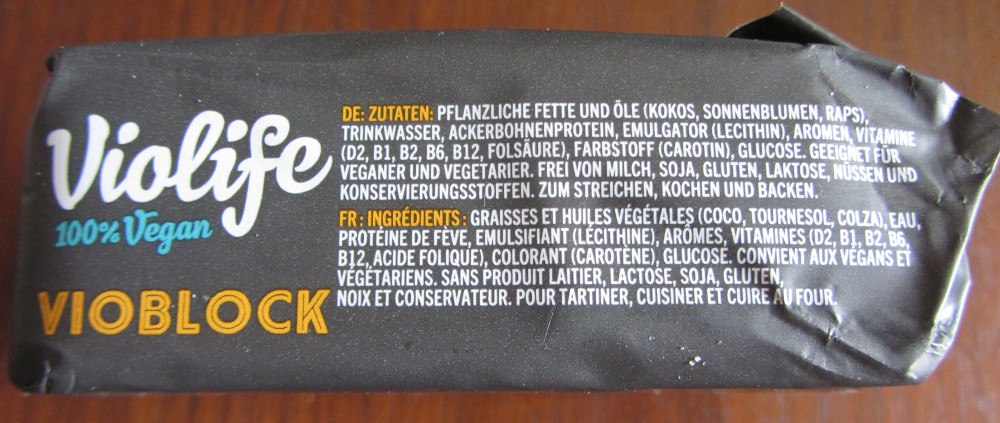 Violife
100% Vegan
VIOBLOCK
DE: ZUTATEN: PFLANZLICHE FETTE UND ÖLE (KOKOS, SONNENBLUMEN, RAPS),
TRINKWASSER, ACKERBOHNENPROTEIN, EMULGATOR (LECITHIN), AROMEN, VITAMINE
(D2, B1, B2, B6, B12, FOLSÄURE), FARBSTOFF (CAROTIN), GLUCOSE. GEEIGNET FÜR
VEGANER UND VEGETARIER. FREI VON MILCH, SOJA, GLUTEN, LAKTOSE, NÜSSEN UND
KONSERVIERUNGSSTOFFEN. ZUM STREICHEN, KOCHEN UND BACKEN.
FR: INGRÉDIENTS: GRAISSES ET HUILES VÉGÉTALES (COCO, TOURNESOL, COLZA), EAU,
PROTÉINE DE FÈVE, EMULSIFIANT (LÉCITHINE), ARÔMES, VITAMINES (D2, B1, B2, B6,
B12, ACIDE FOLIQUE), COLORANT (CAROTÈNE), GLUCOSE. CONVIENT AUX VÉGANS ET
VÉGÉTARIENS. SANS PRODUIT LAITIER, LACTOSE, SOJA, GLUTEN,
NOIX ET CONSERVATEUR. POUR TARTINER, CUISINER ET CUIRE AU FOUR.